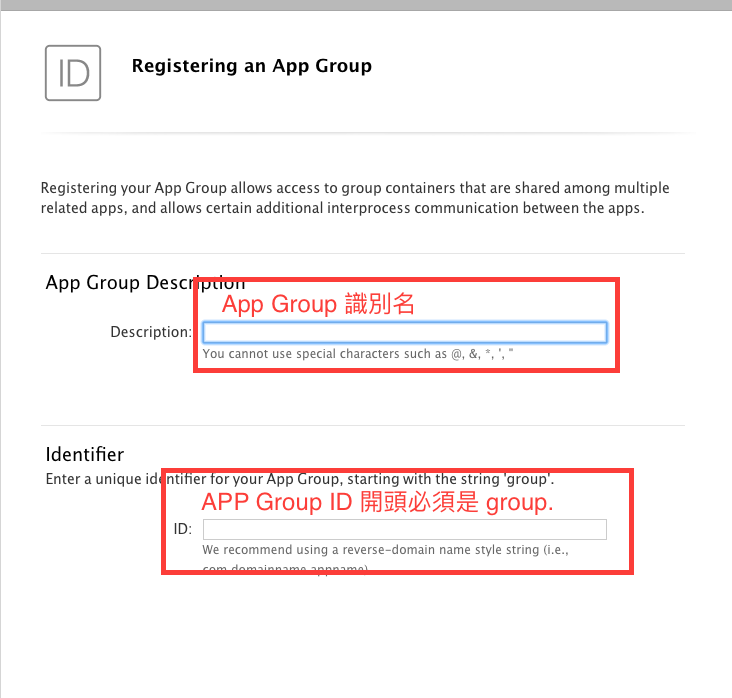 ID
Registering an App Group
Registering your App Group allows access to group containers that are shared among multiple
related apps, and allows certain additional interprocess communication between the apps.
App Group Description
App Group 識別名
Description:
You cannot use special characters such as @, &, *, ', "
Identifier
Enter a unique identifier for your App Group, starting with the string 'group'.
APP Group ID 開頭必須是 group.
ID:
We recommend using a reverse-domain name style string (i.e.,
com.domainname.appname)